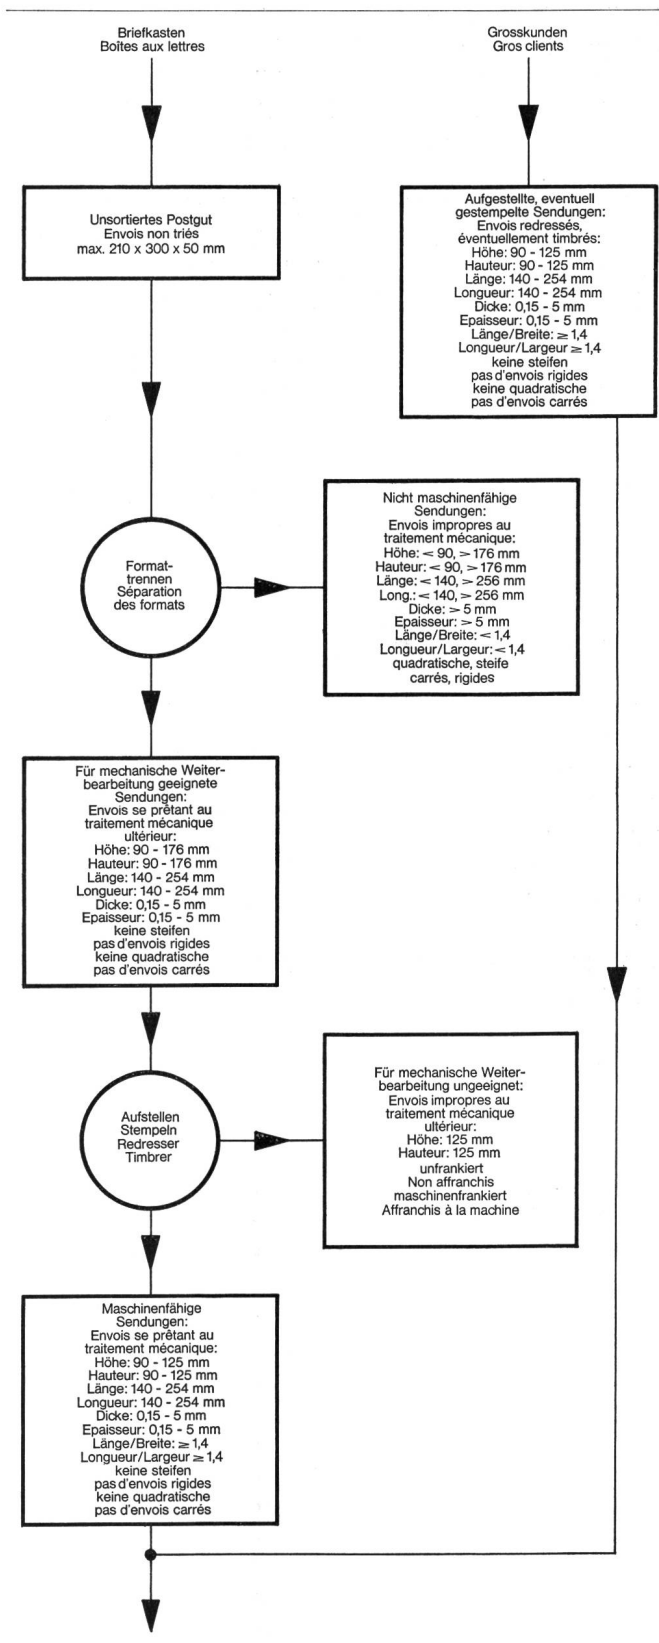 Briefkasten
Boîtes aux lettres
Grosskunden
Gros clients
Unsortiertes Postgut
Envois non triés
max. 210 x 300 x 50 mm
Aufgestellte, eventuell
gestempelte Sendungen:
Envois redressés,
éventuellement timbrés:
Höhe: 90 - 125 mm
Hauteur: 90 - 125 mm
Länge: 140 - 254 mm
Longueur: 140 - 254 mm
Dicke: 0,15 - 5 mm
Epaisseur: 0,15 - 5 mm
Länge/Breite: ≥ 1,4
Longueur/Largeur ≥ 1,4
keine steifen
pas d'envois rigides
keine quadratische
pas d'envois carrés
Format-
trennen
Séparation
des formats
Nicht maschinenfähige
Sendungen:
Envois impropres au
traitement mécanique:
Höhe: < 90, > 176 mm
Hauteur: < 90, > 176 mm
Länge: < 140, > 256 mm
Long.: < 140, > 256 mm
Dicke: > 5 mm
Epaisseur: > 5 mm
Länge/Breite: < 1,4
Longueur/Largeur: < 1,4
quadratische, steife
carrés, rigides
Für mechanische Weiter-
bearbeitung geeignete
Sendungen:
Envois se prêtant au
traitement mécanique
ultérieur:
Höhe: 90 - 176 mm
Hauteur: 90 - 176 mm
Länge: 140 - 254 mm
Longueur: 140 - 254 mm
Dicke: 0,15 - 5 mm
Epaisseur: 0,15 - 5 mm
keine steifen
pas d'envois rigides
keine quadratische
pas d'envois carrés
Aufstellen
Stempeln
Redresser
Timbrer
Für mechanische Weiter-
bearbeitung ungeeignet:
Envois impropres au
traitement mécanique
ultérieur:
Höhe: 125 mm
Hauteur: 125 mm
unfrankiert
Non affranchis
maschinenfrankiert
Affranchis à la machine
Maschinenfähige
Sendungen:
Envois se prêtant au
traitement mécanique:
Höhe: 90 - 125 mm
Hauteur: 90 - 125 mm
Länge: 140 - 254 mm
Longueur: 140 - 254 mm
Dicke: 0,15 - 5 mm
Epaisseur: 0,15 - 5 mm
Länge/Breite: ≥ 1,4
Longueur/Largeur ≥ 1,4
keine steifen
pas d'envois rigides
keine quadratische
pas d'envois carrés